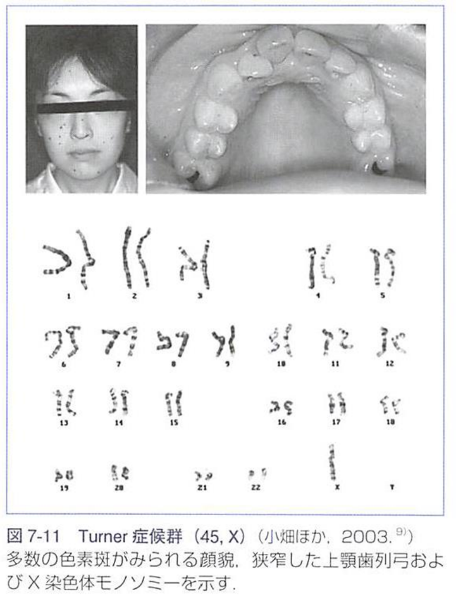 1 2 3 4 5
6 7 8 9 10 11 12
13 14 15 16 17 18
19 20 21 22 X Y
図 7-11 Turner 症候群（45, X）（小畑ほか，2003.⁹⁾）
多数の色素斑がみられる顔貌，狭窄した上顎歯列弓およ
び X 染色体モノソミーを示す．